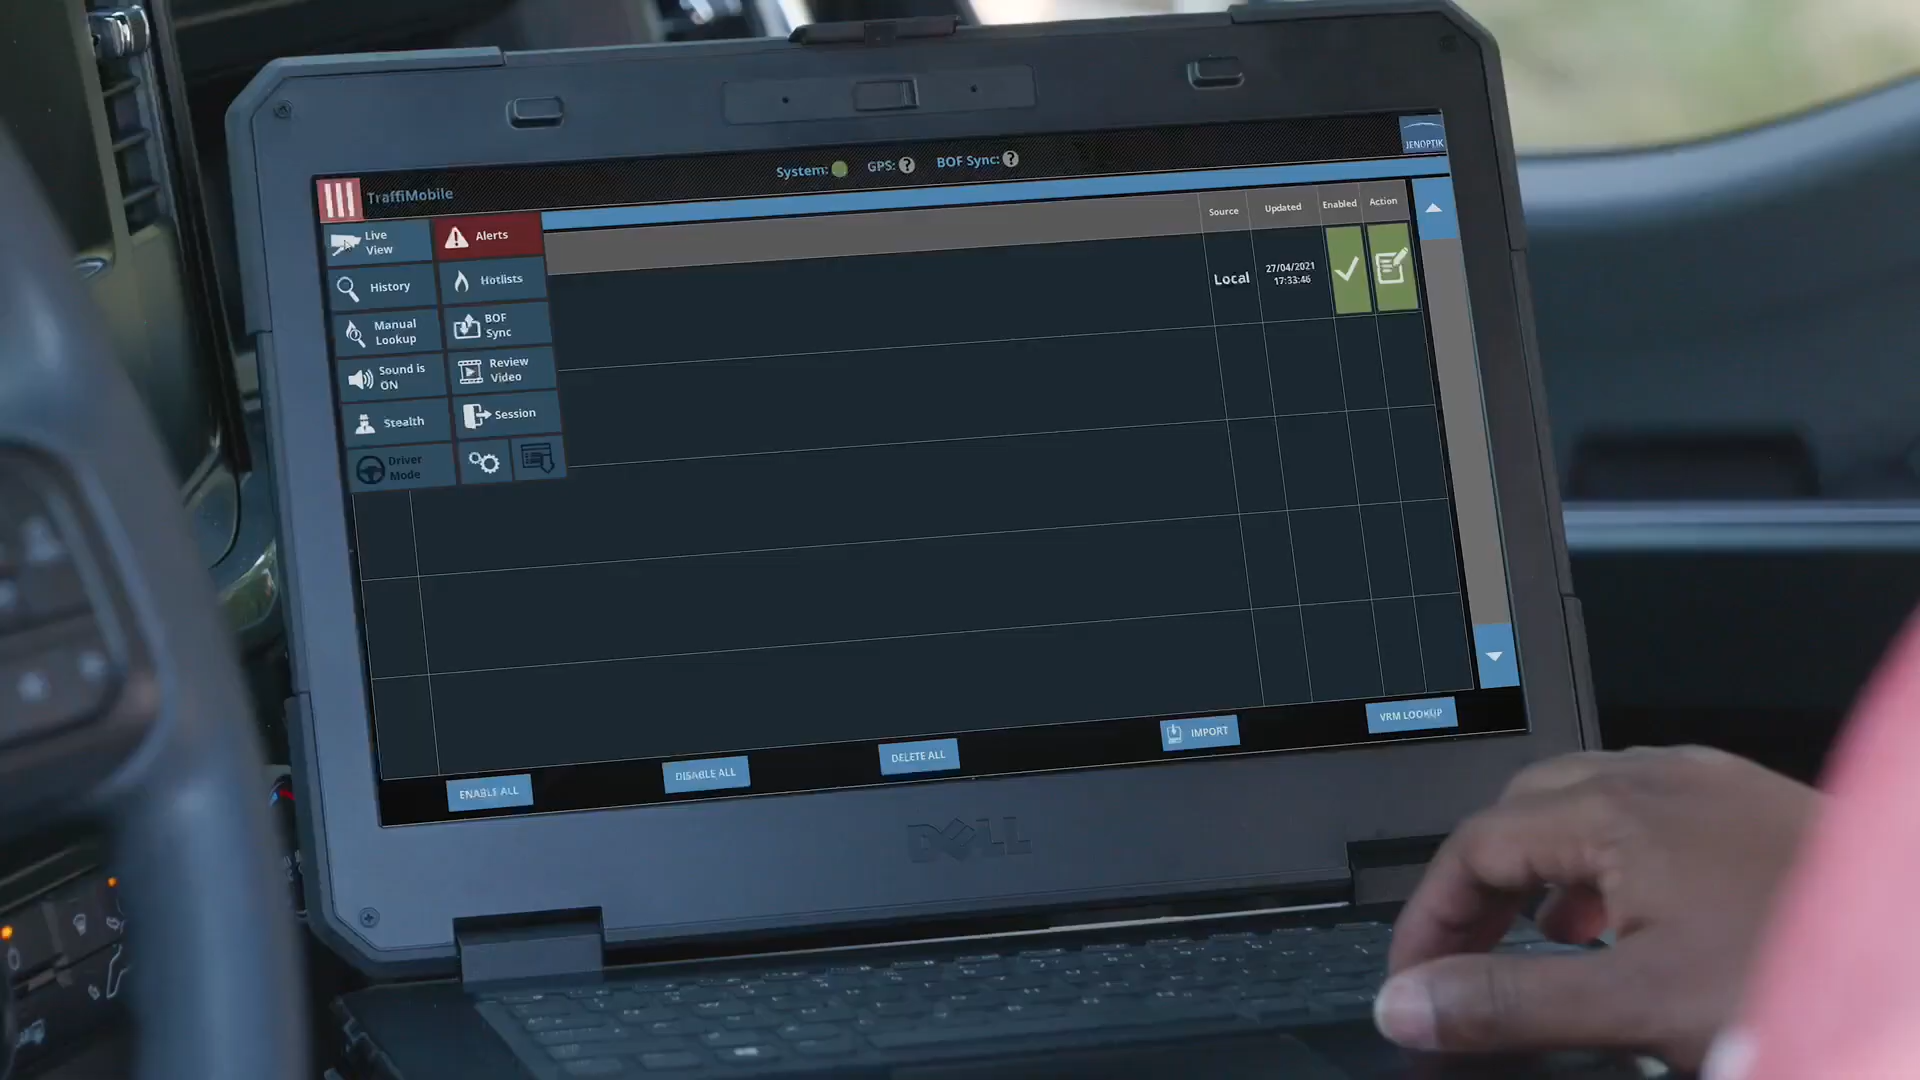 JENOPTIK
System:
GPS: ?
BOF Sync: ?
TraffiMobile
Live
View
Alerts
History
Hotlists
Manual
Lookup
BOF
Sync
Sound is
ON
Review
Video
Stealth
Session
Driver
Mode
Source
Updated
Enabled
Action
Local
27/04/2021
17:33:46
ENABLE ALL
DISABLE ALL
DELETE ALL
IMPORT
VRM LOOKUP
DELL